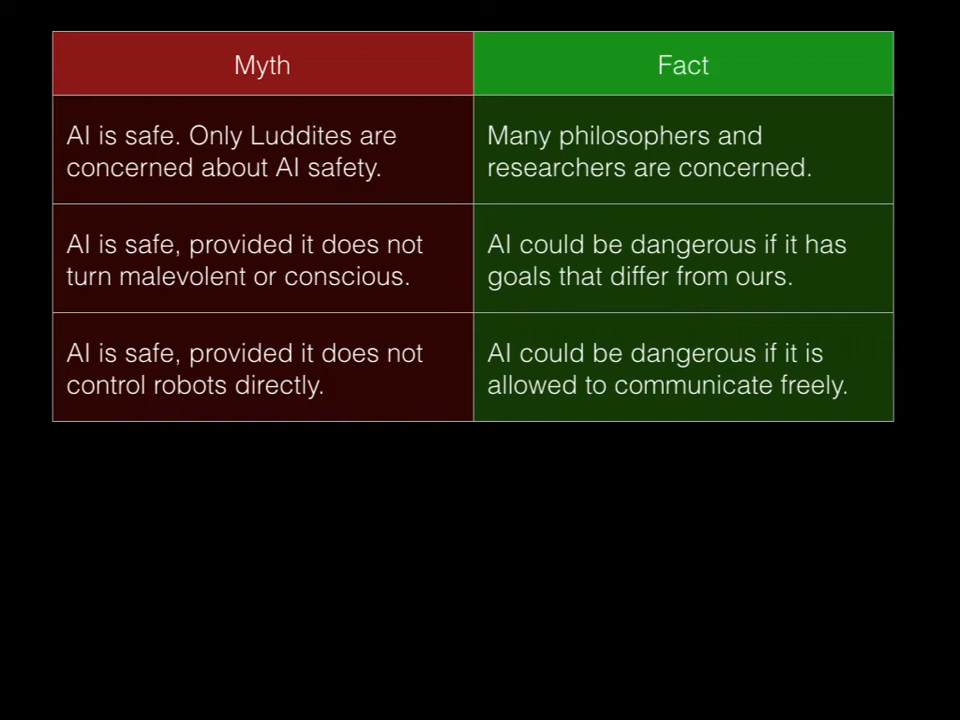 Myth
Fact
AI is safe. Only Luddites are
concerned about AI safety.
Many philosophers and
researchers are concerned.
AI is safe, provided it does not
turn malevolent or conscious.
AI could be dangerous if it has
goals that differ from ours.
AI is safe, provided it does not
control robots directly.
AI could be dangerous if it is
allowed to communicate freely.